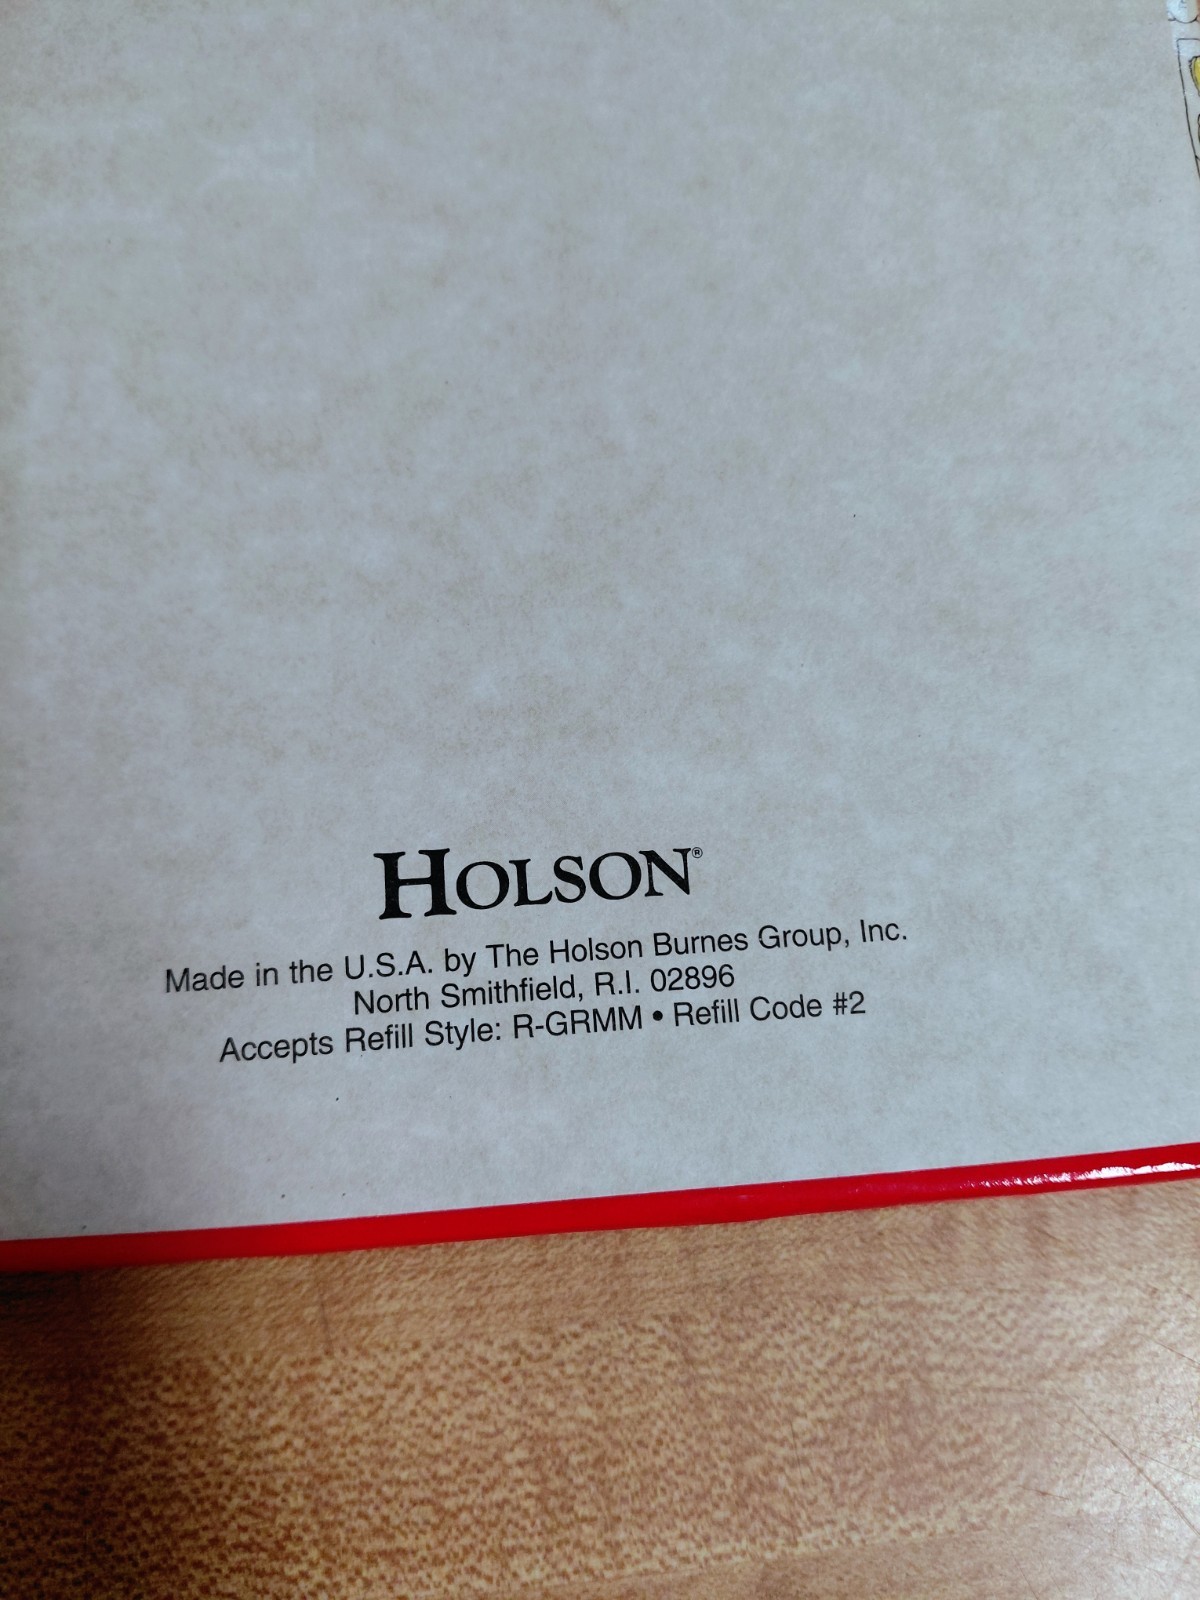 HOLSON®
Made in the U.S.A. by The Holson Burnes Group, Inc.
North Smithfield, R.I. 02896
Accepts Refill Style: R-GRMM • Refill Code #2